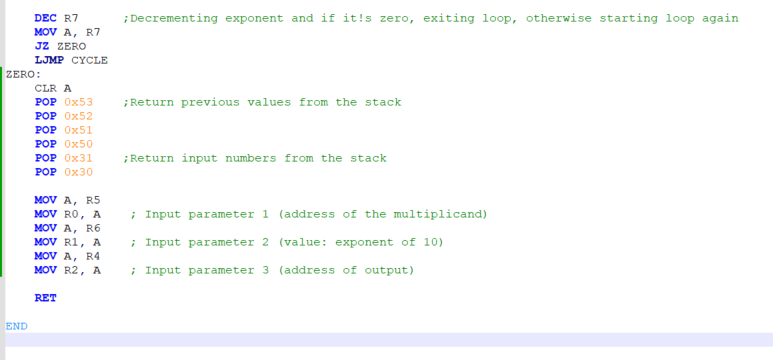 DEC R7 ;Decrementing exponent and if it!s zero, exiting loop, otherwise starting loop again
MOV A, R7
JZ ZERO
LJMP CYCLE
ZERO:
CLR A
POP 0x53 ;Return previous values from the stack
POP 0x52
POP 0x51
POP 0x50
POP 0x31 ;Return input numbers from the stack
POP 0x30
MOV A, R5
MOV R0, A ; Input parameter 1 (address of the multiplicand)
MOV A, R6
MOV R1, A ; Input parameter 2 (value: exponent of 10)
MOV A, R4
MOV R2, A ; Input parameter 3 (address of output)
RET
END